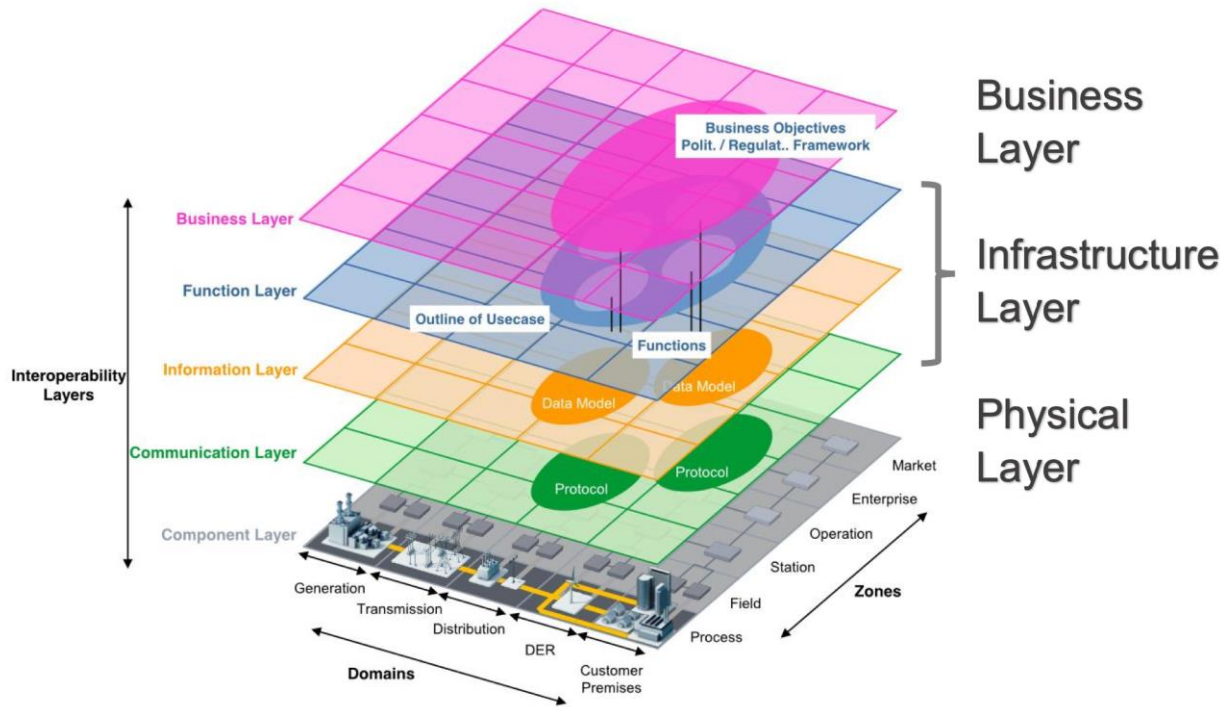 Business Objectives
Polit. / Regulat.. Framework
Business Layer
Function Layer
Outline of Usecase
Functions
Interoperability
Layers
Information Layer
Data Model
Data Model
Communication Layer
Protocol
Protocol
Component Layer
Market
Enterprise
Operation
Station
Field
Process
Zones
Generation
Transmission
Distribution
DER
Customer
Premises
Domains
Business
Layer
Infrastructure
Layer
Physical
Layer